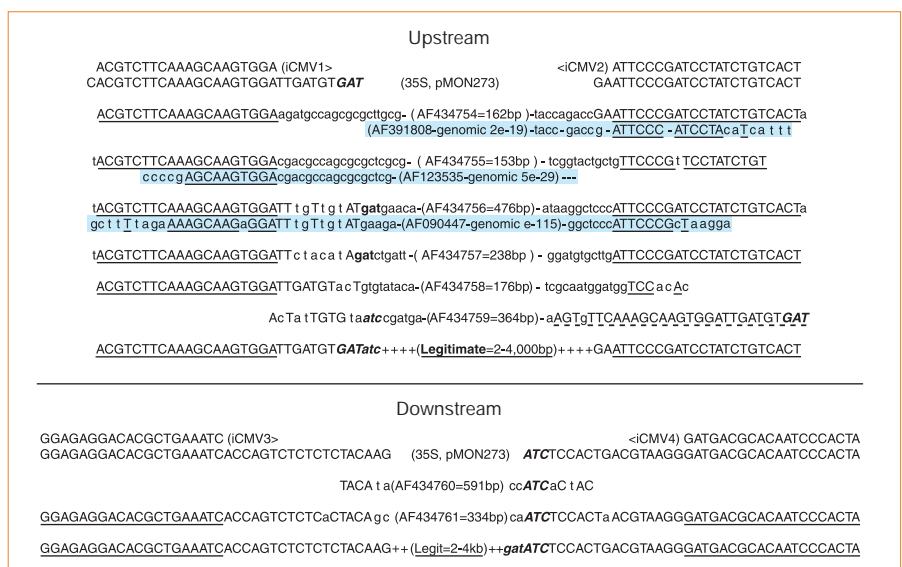 Upstream
ACGTCTTCAAAGCAAGTGGA (iCMV1> <iCMV2) ATTCCCGATCCTATCTGTCACT
CACGTCTTCAAAGCAAGTGGATTGATGTGAT (35S, pMON273) GAATTCCCGATCCTATCTGTCACT
ACGTCTTCAAAGCAAGTGGAagatgccagcgcgcttgcg-( AF434754=162bp)-taccagaccGAATTCCCGATCCTATCTGTCACTa
(AF391808-genomic 2e-19)-tacc-gaccg-ATTCCC-ATCCTACaTcattt
tACGTCTTCAAAGCAAGTGGAcgacgccagcgcgctcgcg-( AF434755=153bp)-tcggtactgctgTTCCCGtTCCTATCTGT
ccccgAGCAAGTGGAcgacgccagcgcgctcg-(AF123535-genomic 5e-29)---
tACGTCTTCAAAGCAAGTGGATTtgTtgtATgatgaaca-(AF434756=476bp)-ataaggctcccATTCCCGATCCTATCTGTCACTa
gctttTtagaAAAGCAAGaGGATTtgTtgtATgaaga-(AF090447-genomic e-115)-ggctcccATTCCCGcTaagga
tACGTCTTCAAAGCAAGTGGATTctacatAgatctgatt-( AF434757=238bp)-ggatgtgcttgATTCCCGATCCTATCTGTCACT
ACGTCTTCAAAGCAAGTGGATTGATGTAcTgtgtataca-(AF434758=176bp)-tcgcaatggatggTCCacAc
AcTatTGTGtaatccgatga-(AF434759=364bp)-aAGTgTTCAAAGCAAGTGGATTGATGTGAT
ACGTCTTCAAAGCAAGTGGATTGATGTGATatc++++(Legitimate=2-4,000bp)++++GAATTCCCGATCCTATCTGTCACT
Downstream
GGAGAGGACACGCTGAAATC (iCMV3> <iCMV4) GATGACGCACAATCCCACTA
GGAGAGGACACGCTGAAATCACCAGTCTCTCTCTACAAG (35S, pMON273) ATCTCCACTGACGTAAGGGATGACGCACAATCCCACTA
TACAta(AF434760=591bp) ccATCaCtAC
GGAGAGGACACGCTGAAATCACCAGTCTCTCaCTACAgc (AF434761=334bp)caATCTCCACTaACGTAAGGGATGACGCACAATCCCACTA
GGAGAGGACACGCTGAAATCACCAGTCTCTCTCTACAAG++(Legit=2-4kb)++gatATCTCCACTGACGTAAGGGATGACGCACAATCCCACTA